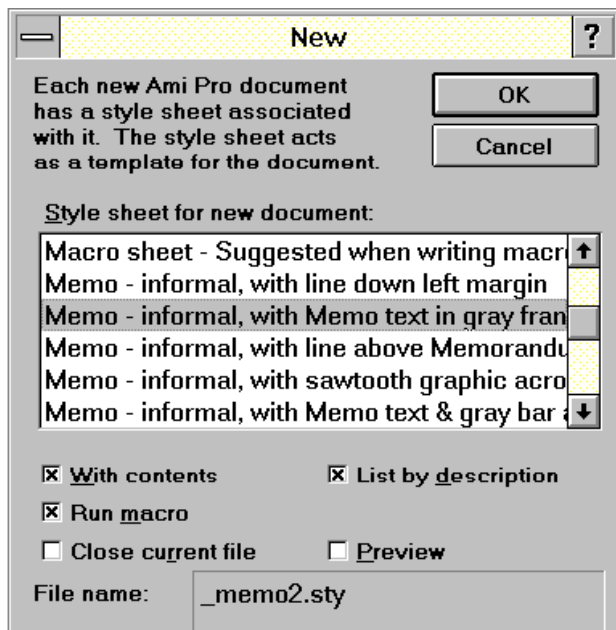 New
?
Each new Ami Pro document
has a style sheet associated
with it. The style sheet acts
as a template for the document.
OK
Cancel
Style sheet for new document:
Macro sheet - Suggested when writing macr
Memo - informal, with line down left margin
Memo - informal, with Memo text in gray fran
Memo - informal, with line above Memorandu
Memo - informal, with sawtooth graphic acro
Memo - informal, with Memo text & gray bar a
With contents
List by description
Run macro
Close current file
Preview
File name:
_memo2.sty